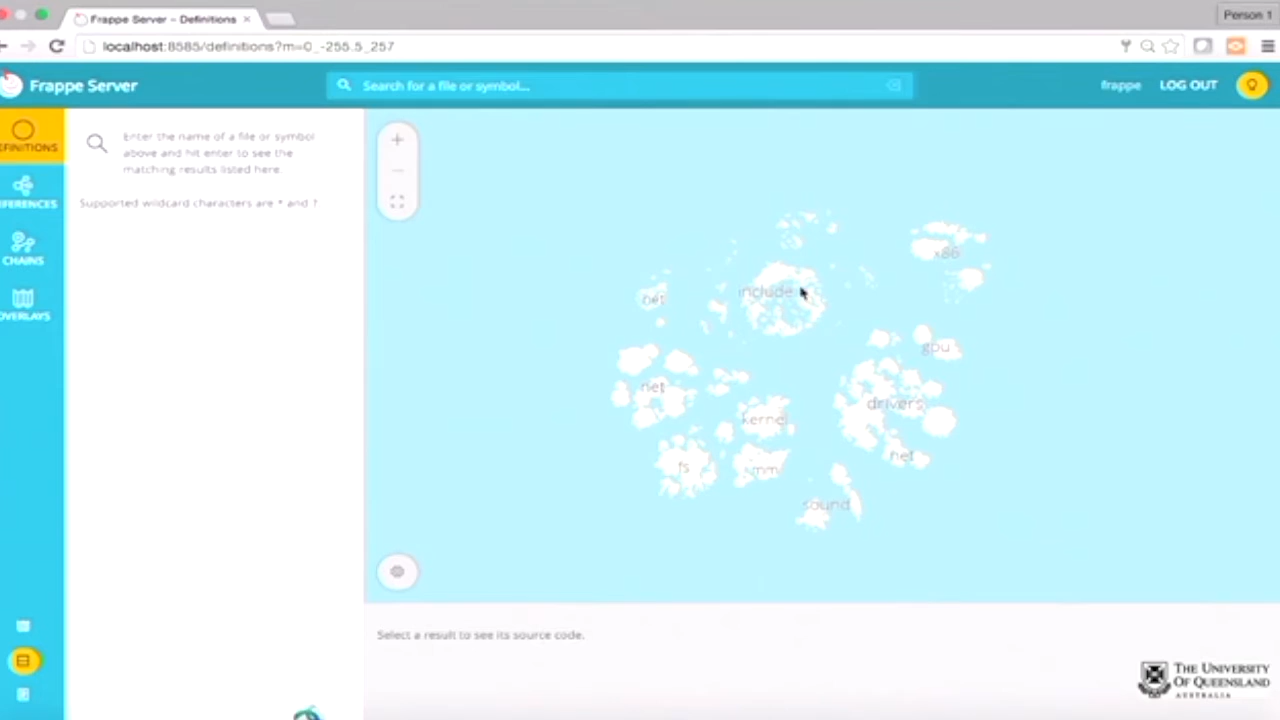 Frappe Server – Definitions
Person 1
localhost:8585/definitions?m=0_-255.5_257
Frappe Server
Search for a file or symbol...
frappe
LOG OUT
EFINITIONS
FERENCES
CHAINS
OVERLAYS
Enter the name of a file or symbol
above and hit enter to see the
matching results listed here.
Supported wildcard characters are * and ?
x86
include
net
gpu
net
drivers
kernel
net
fs
mm
sound
Select a result to see its source code.
THE UNIVERSITY
OF QUEENSLAND
AUSTRALIA